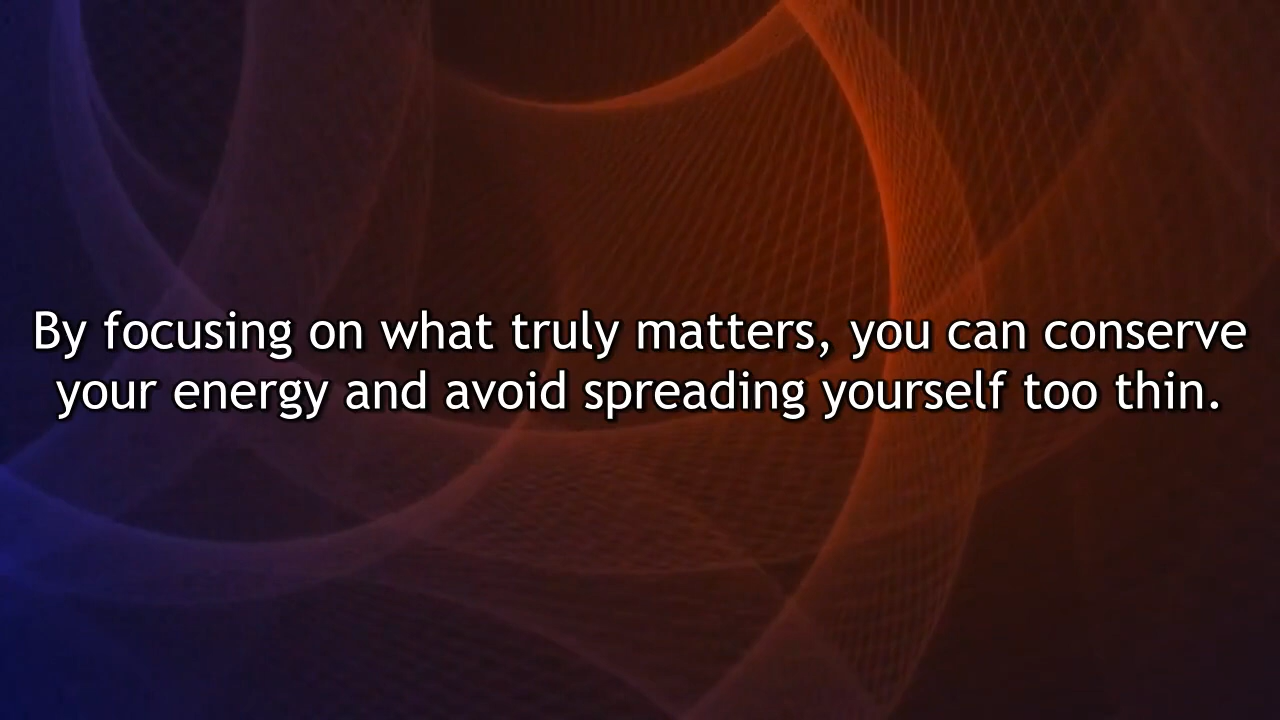 By focusing on what truly matters, you can conserve
your energy and avoid spreading yourself too thin.